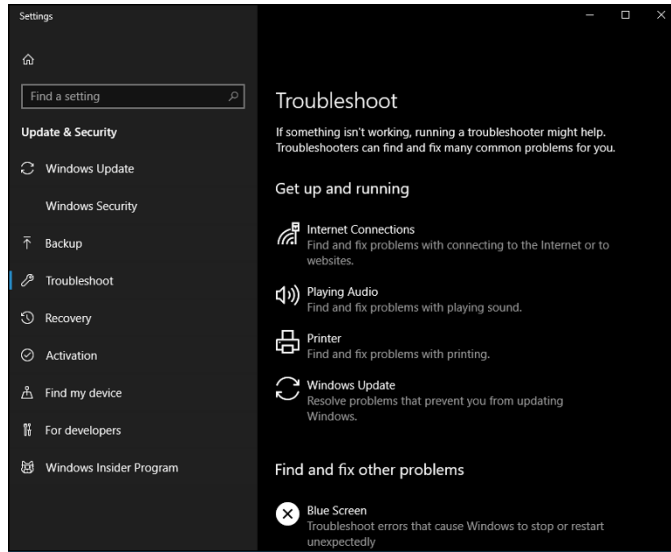 Settings
Find a setting
Update & Security
Windows Update
Windows Security
Backup
Troubleshoot
Recovery
Activation
Find my device
For developers
Windows Insider Program
Troubleshoot
If something isn't working, running a troubleshooter might help.
Troubleshooters can find and fix many common problems for you.
Get up and running
Internet Connections
Find and fix problems with connecting to the Internet or to
websites.
Playing Audio
Find and fix problems with playing sound.
Printer
Find and fix problems with printing.
Windows Update
Resolve problems that prevent you from updating
Windows.
Find and fix other problems
Blue Screen
Troubleshoot errors that cause Windows to stop or restart
unexpectedly